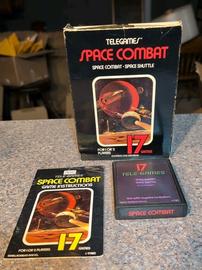 TELEGAMES™
SPACE COMBAT
SPACE COMBAT • SPACE SHUTTLE
FOR 1 OR 2 PLAYERS
17
GAMES
SPACE COMBAT
GAME INSTRUCTIONS
FOR 1 OR 2 PLAYERS
17
GAMES
17
TELE-GAMES
SPACE COMBAT